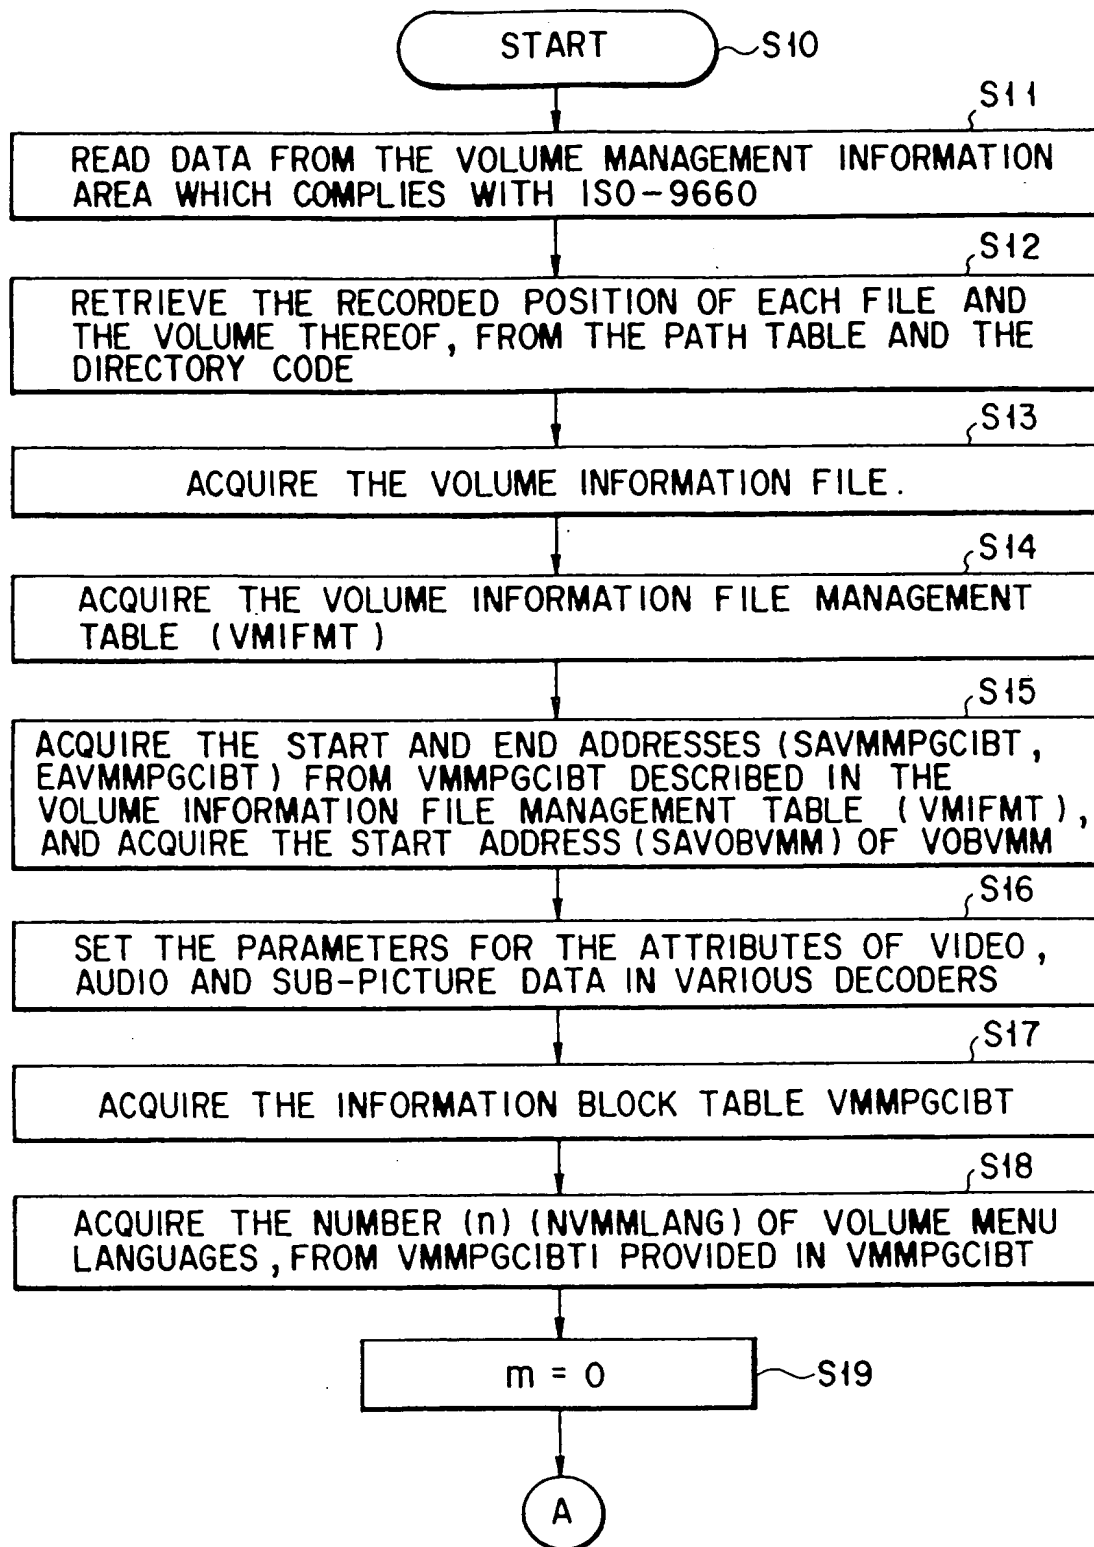 START
S10
S11
READ DATA FROM THE VOLUME MANAGEMENT INFORMATION
AREA WHICH COMPLIES WITH ISO-9660
S12
RETRIEVE THE RECORDED POSITION OF EACH FILE AND
THE VOLUME THEREOF, FROM THE PATH TABLE AND THE
DIRECTORY CODE
S13
ACQUIRE THE VOLUME INFORMATION FILE.
S14
ACQUIRE THE VOLUME INFORMATION FILE MANAGEMENT
TABLE (VMIFMT)
S15
ACQUIRE THE START AND END ADDRESSES (SAVMMPGCIBT,
EAVMMPGCIBT) FROM VMMPGCIBT DESCRIBED IN THE
VOLUME INFORMATION FILE MANAGEMENT TABLE (VMIFMT),
AND ACQUIRE THE START ADDRESS (SAVOBVMM) OF VOBVMM
S16
SET THE PARAMETERS FOR THE ATTRIBUTES OF VIDEO,
AUDIO AND SUB-PICTURE DATA IN VARIOUS DECODERS
S17
ACQUIRE THE INFORMATION BLOCK TABLE VMMPGCIBT
S18
ACQUIRE THE NUMBER (n) (NVMMLANG) OF VOLUME MENU
LANGUAGES, FROM VMMPGCIBTI PROVIDED IN VMMPGCIBT
m = 0
S19
A